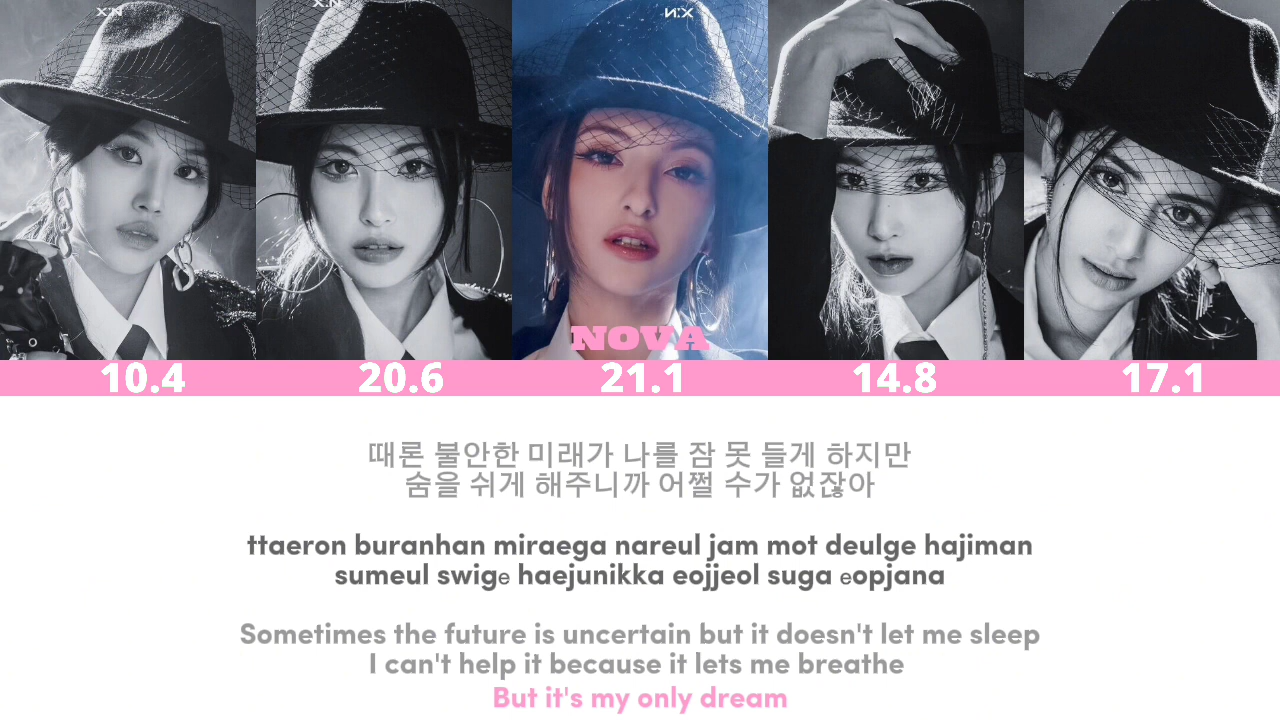 X:N
X:N
N:X
NOVA
10.4 20.6 21.1 14.8 17.1
때론 불안한 미래가 나를 잠 못 들게 하지만
숨을 쉬게 해주니까 어쩔 수가 없잖아
ttaeron buranhan miraega nareul jam mot deulge hajiman
sumeul swige haejunikka eojjeol suga eopjana
Sometimes the future is uncertain but it doesn't let me sleep
I can't help it because it lets me breathe
But it's my only dream